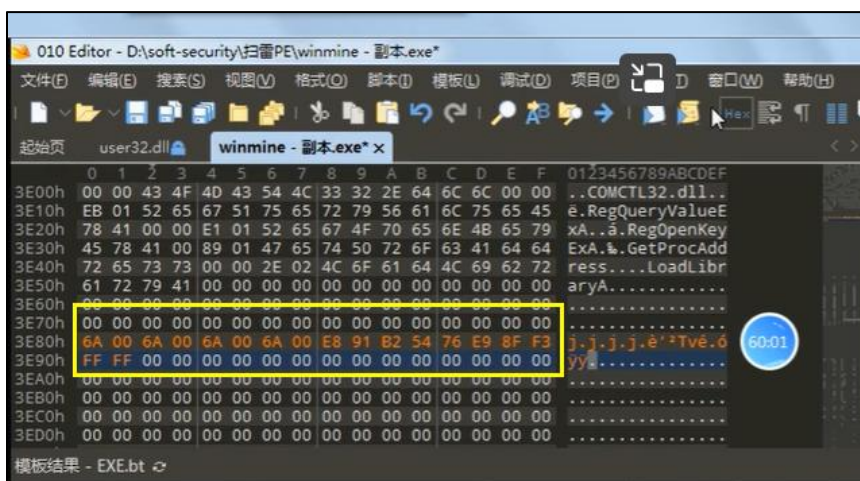 010 Editor - D:\soft-security\扫雷PE\winmine - 副本.exe*
文件(F) 编辑(E) 搜素(S) 视图(V) 格式(O) 脚本(I) 模板(L) 调试(D) 项目(P) 窗口(W) 帮助(H)
Hex
起始页 user32.dll winmine - 副本.exe* ×
0 1 2 3 4 5 6 7 8 9 A B C D E F 0123456789ABCDEF
3E00h 00 00 43 4F 4D 43 54 4C 33 32 2E 64 6C 6C 00 00 ..COMCTL32.dll..
3E10h EB 01 52 65 67 51 75 65 72 79 56 61 6C 75 65 45 ë.RegQueryValueE
3E20h 78 41 00 00 E1 01 52 65 67 4F 70 65 6E 4B 65 79 xA..á.RegOpenKey
3E30h 45 78 41 00 89 01 47 65 74 50 72 6F 63 41 64 64 ExA.‰.GetProcAdd
3E40h 72 65 73 73 00 00 2E 02 4C 6F 61 64 4C 69 62 72 ress....LoadLibr
3E50h 61 72 79 41 00 00 00 00 00 00 00 00 00 00 00 00 aryA............
3E60h 00 00 00 00 00 00 00 00 00 00 00 00 00 00 00 00 ................
3E70h 00 00 00 00 00 00 00 00 00 00 00 00 00 00 00 00 ................
3E80h 6A 00 6A 00 6A 00 6A 00 E8 91 B2 54 76 E9 8F F3 j.j.j.j.è‘²Tvé.ó
3E90h FF FF 00 00 00 00 00 00 00 00 00 00 00 00 00 00 ÿÿ..............
3EA0h 00 00 00 00 00 00 00 00 00 00 00 00 00 00 00 00 ................
3EB0h 00 00 00 00 00 00 00 00 00 00 00 00 00 00 00 00 ................
3EC0h 00 00 00 00 00 00 00 00 00 00 00 00 00 00 00 00 ................
3ED0h 00 00 00 00 00 00 00 00 00 00 00 00 00 00 00 00 ................
60:01
模板结果 - EXE.bt